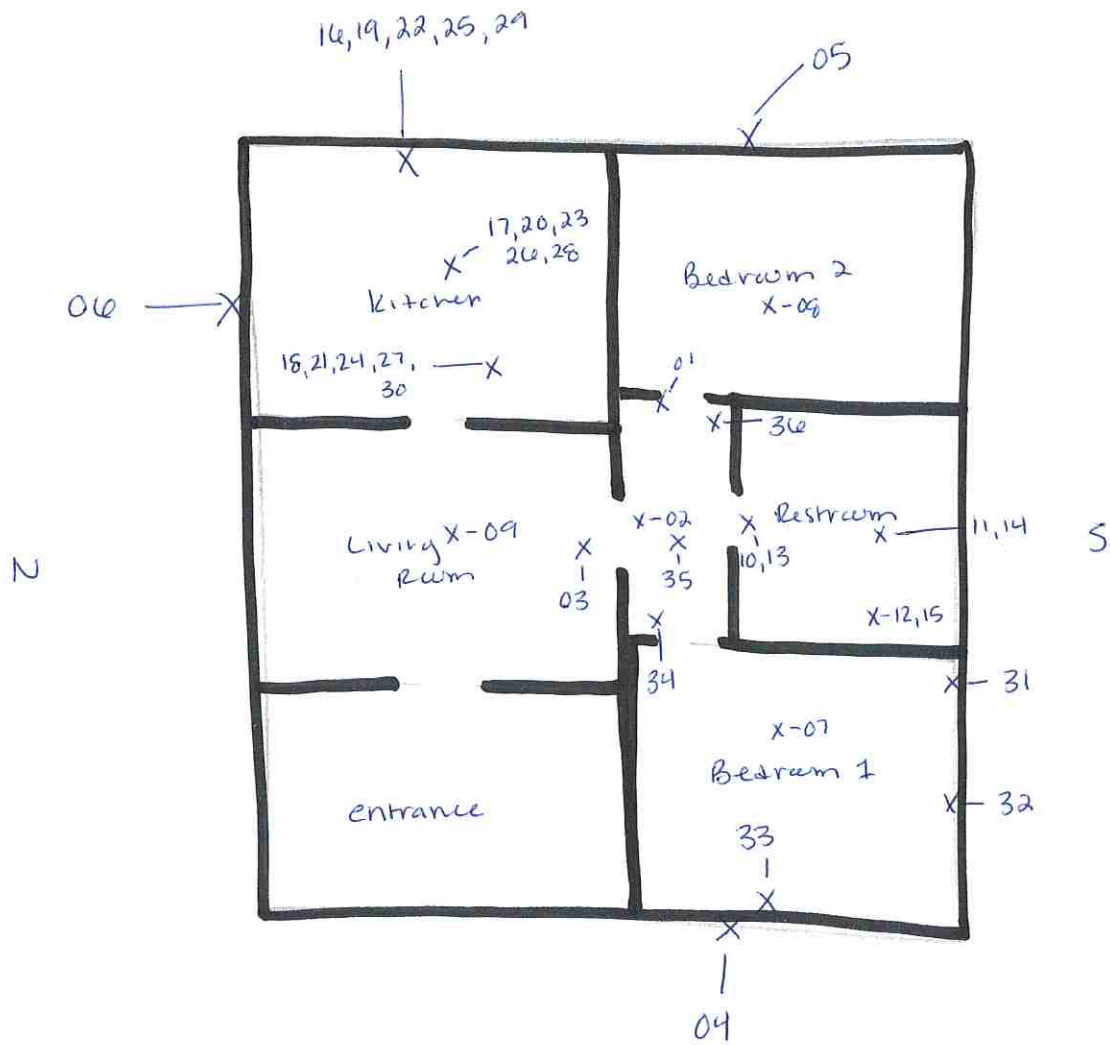 16,19,22,25,29
05
17,20,23
26,28
Kitchen
Bedroom 2
X-08
06
18,21,24,27,
30
01
X-36
Living X-09
Room
03
X-02
35
Restroom
10,13
11,14
N
S
X-12,15
34
31
X-07
Bedroom 1
32
entrance
33
04